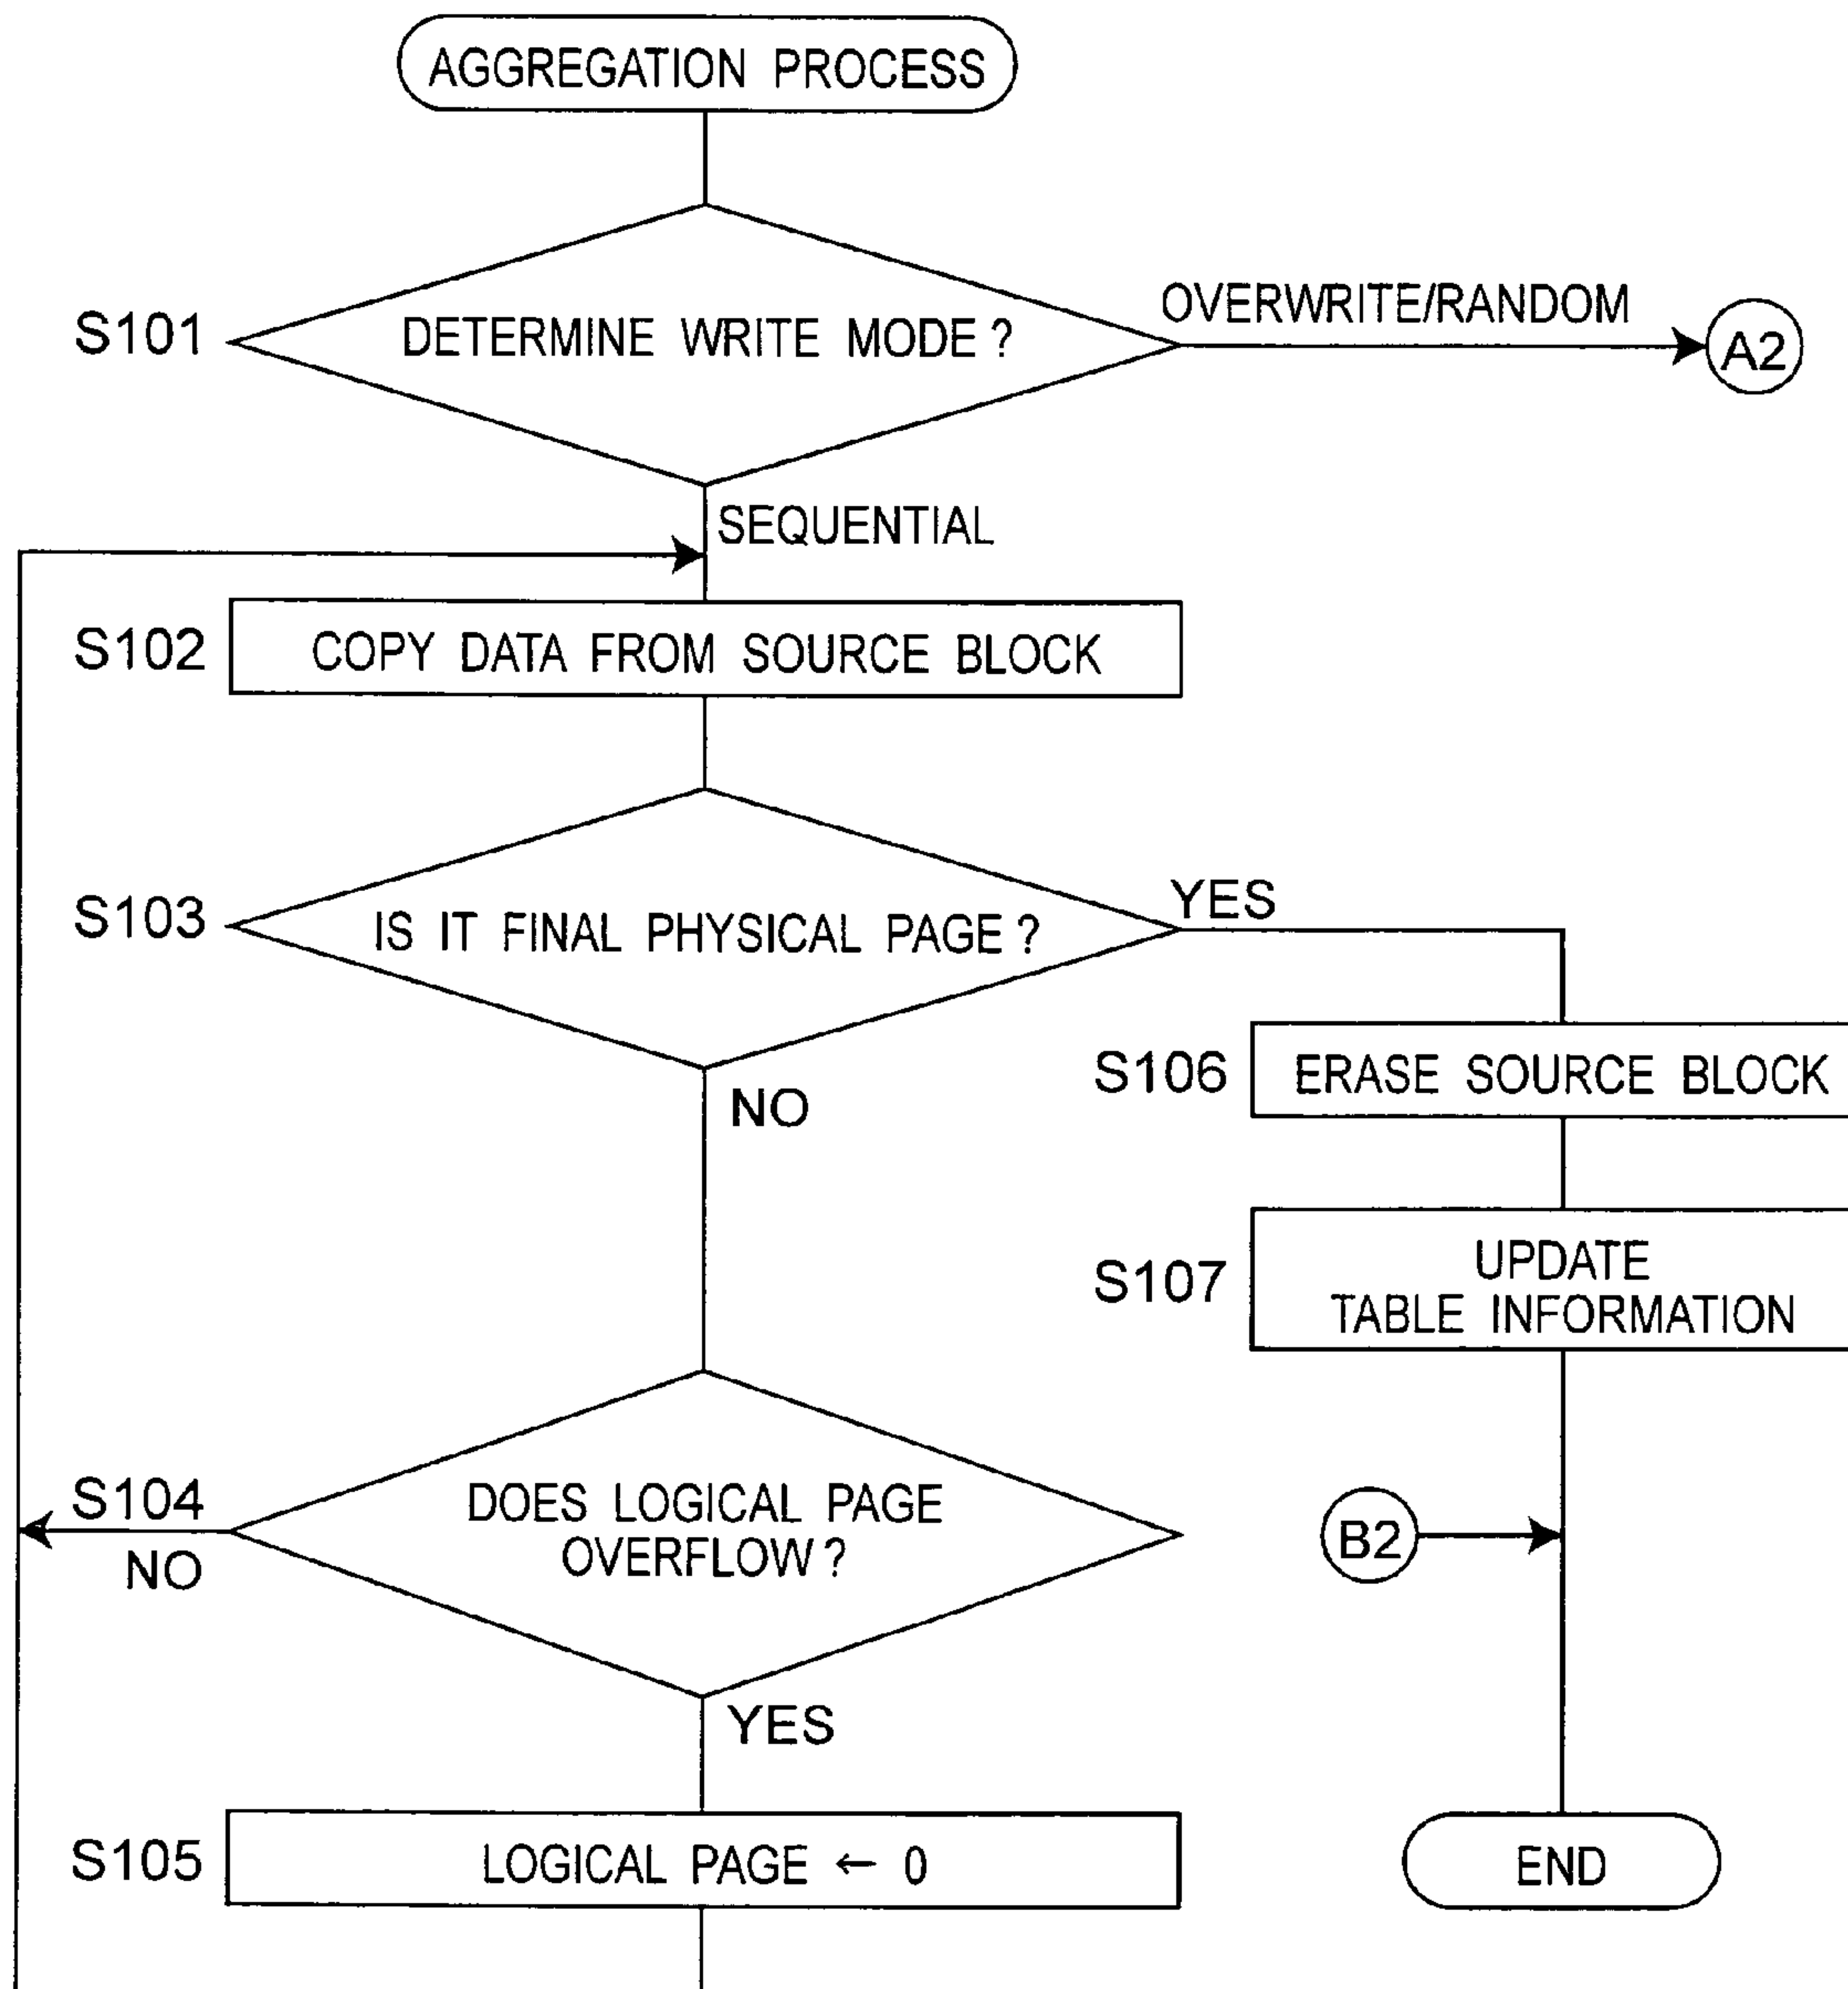 AGGREGATION PROCESS
S101
DETERMINE WRITE MODE ?
OVERWRITE/RANDOM
A2
SEQUENTIAL
S102
COPY DATA FROM SOURCE BLOCK
S103
IS IT FINAL PHYSICAL PAGE ?
YES
NO
S106
ERASE SOURCE BLOCK
S107
UPDATE
TABLE INFORMATION
S104
NO
DOES LOGICAL PAGE
OVERFLOW ?
B2
YES
S105
LOGICAL PAGE ← 0
END